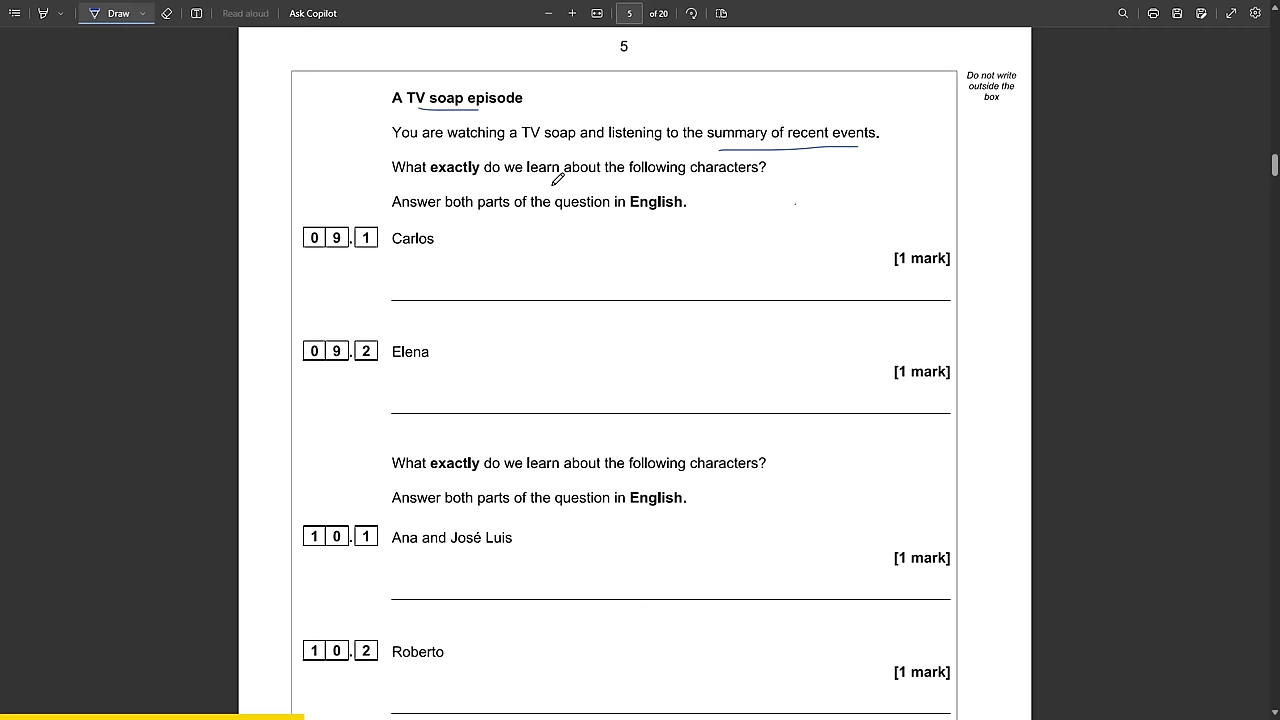 Draw
Read aloud
Ask Copilot
5
of 20
5
Do not write
outside the
box
A TV soap episode
You are watching a TV soap and listening to the summary of recent events.
What exactly do we learn about the following characters?
Answer both parts of the question in English.
0 9 . 1 Carlos
[1 mark]
0 9 . 2 Elena
[1 mark]
What exactly do we learn about the following characters?
Answer both parts of the question in English.
1 0 . 1 Ana and José Luis
[1 mark]
1 0 . 2 Roberto
[1 mark]